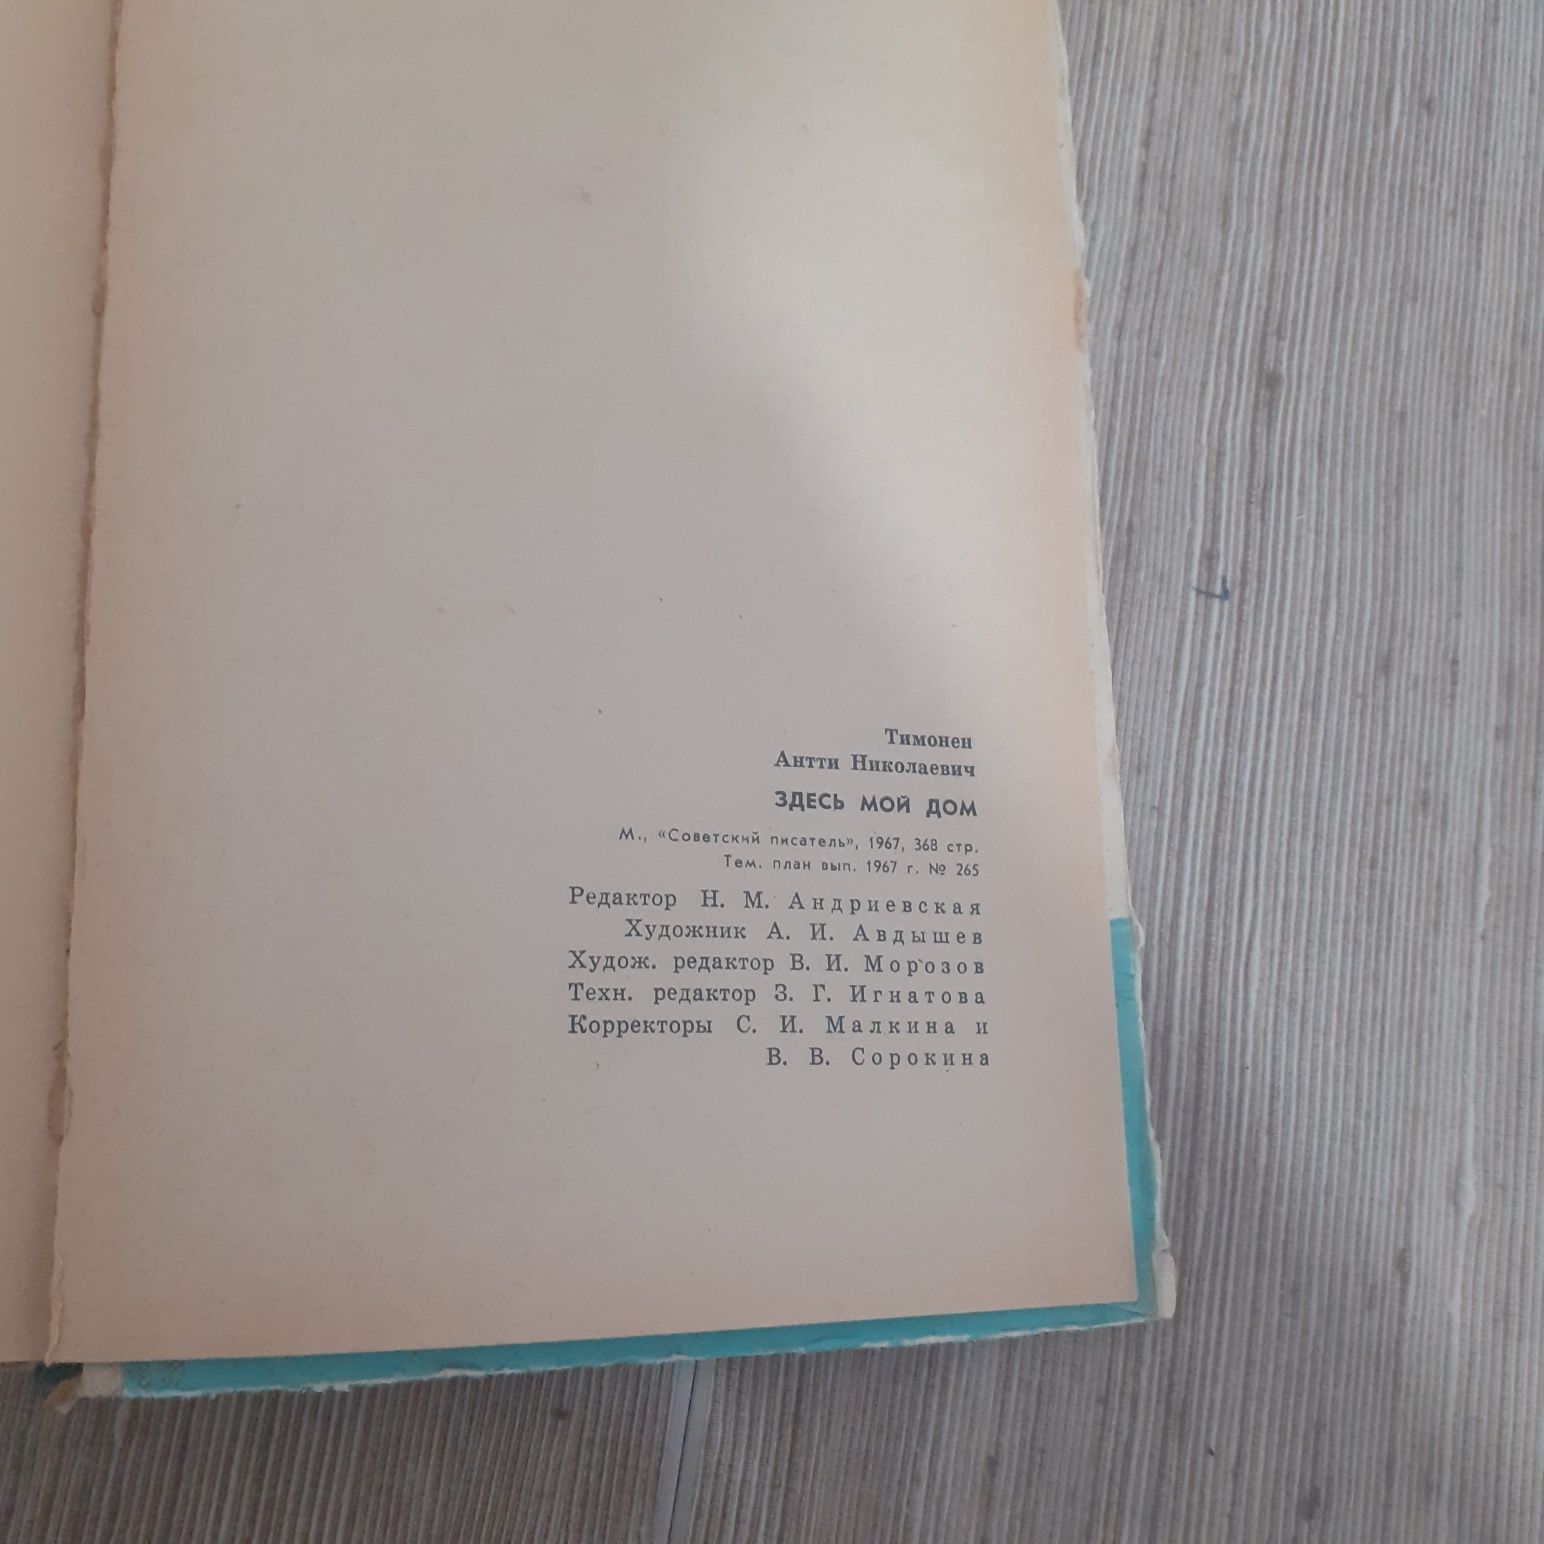 Тимонен
Антти Николаевич
ЗДЕСЬ МОЙ ДОМ
М., «Советский писатель», 1967, 368 стр.
Тем. план вып. 1967 г. № 265
Редактор Н. М. Андриевская
Художник А. И. Авдышев
Худож. редактор В. И. Морозов
Техн. редактор З. Г. Игнатова
Корректоры С. И. Малкина и
В. В. Сорокина